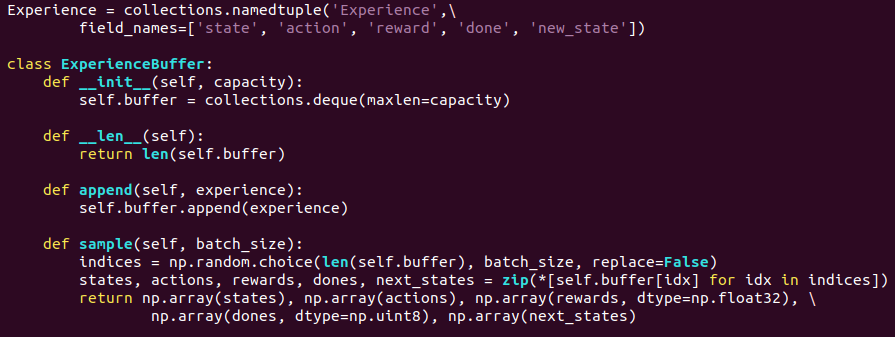 Experience = collections.namedtuple('Experience',\
        field_names=['state', 'action', 'reward', 'done', 'new_state'])

class ExperienceBuffer:
    def __init__(self, capacity):
        self.buffer = collections.deque(maxlen=capacity)

    def __len__(self):
        return len(self.buffer)

    def append(self, experience):
        self.buffer.append(experience)

    def sample(self, batch_size):
        indices = np.random.choice(len(self.buffer), batch_size, replace=False)
        states, actions, rewards, dones, next_states = zip(*[self.buffer[idx] for idx in indices])
        return np.array(states), np.array(actions), np.array(rewards, dtype=np.float32), \
                np.array(dones, dtype=np.uint8), np.array(next_states)